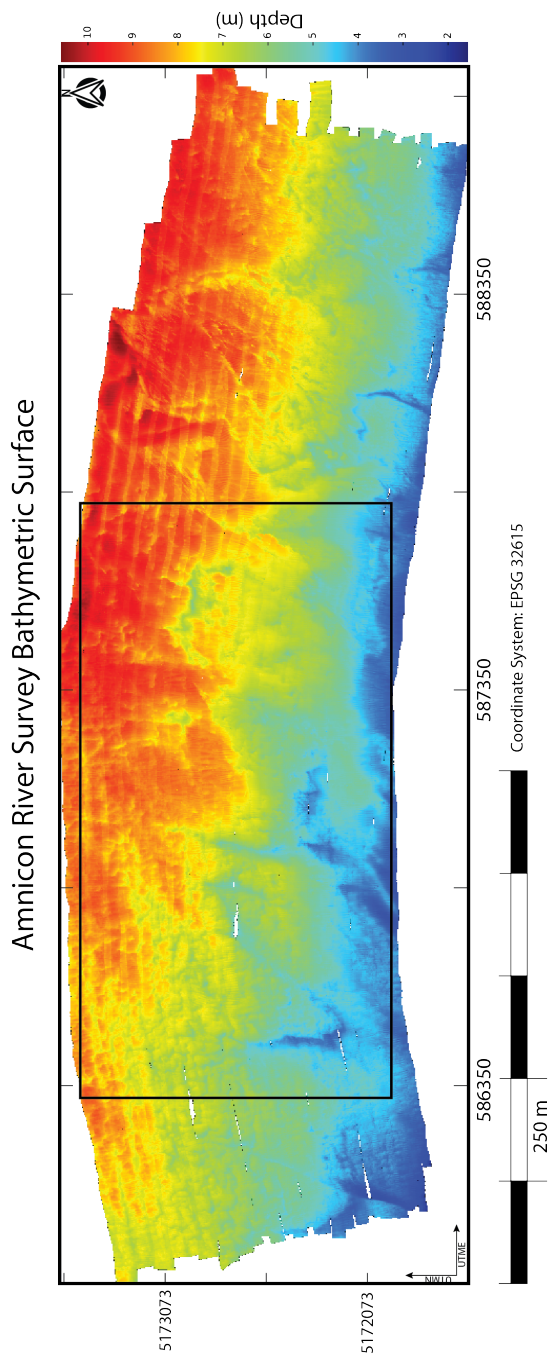 Amnicon River Survey Bathymetric Surface
Depth (m)
10 9 8 7 6 5 4 3 2
N
5173073
5172073
586350
587350
588350
UTMN
UTME
Coordinate System: EPSG 32615
250 m